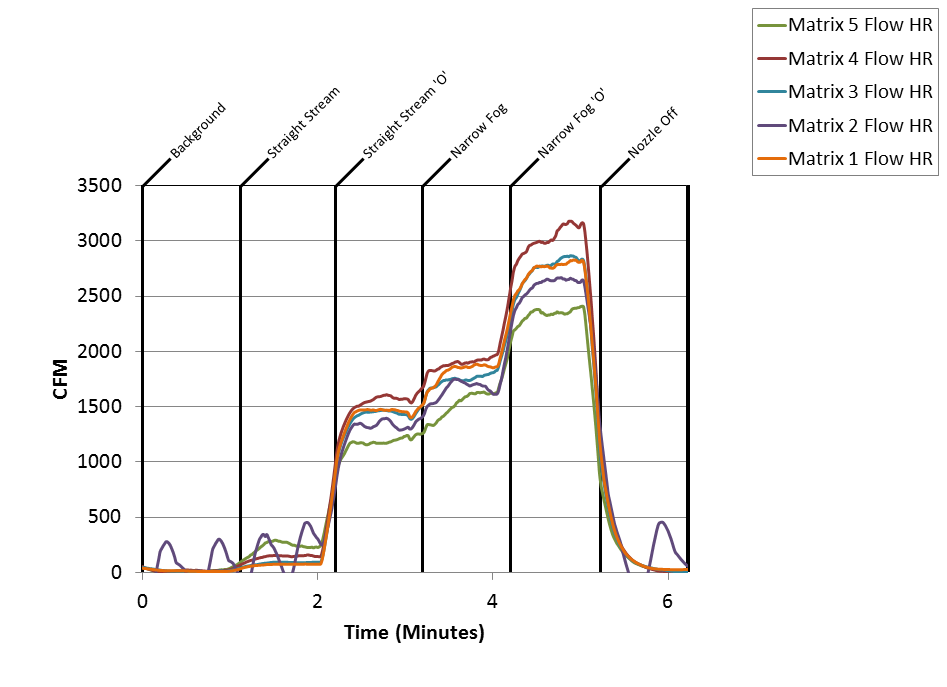 Matrix 5 Flow HR
Matrix 4 Flow HR
Matrix 3 Flow HR
Matrix 2 Flow HR
Matrix 1 Flow HR
Background
Straight Stream
Straight Stream 'O'
Narrow Fog
Narrow Fog 'O'
Nozzle Off
3500
3000
2500
2000
1500
1000
500
0
CFM
0 2 4 6
Time (Minutes)